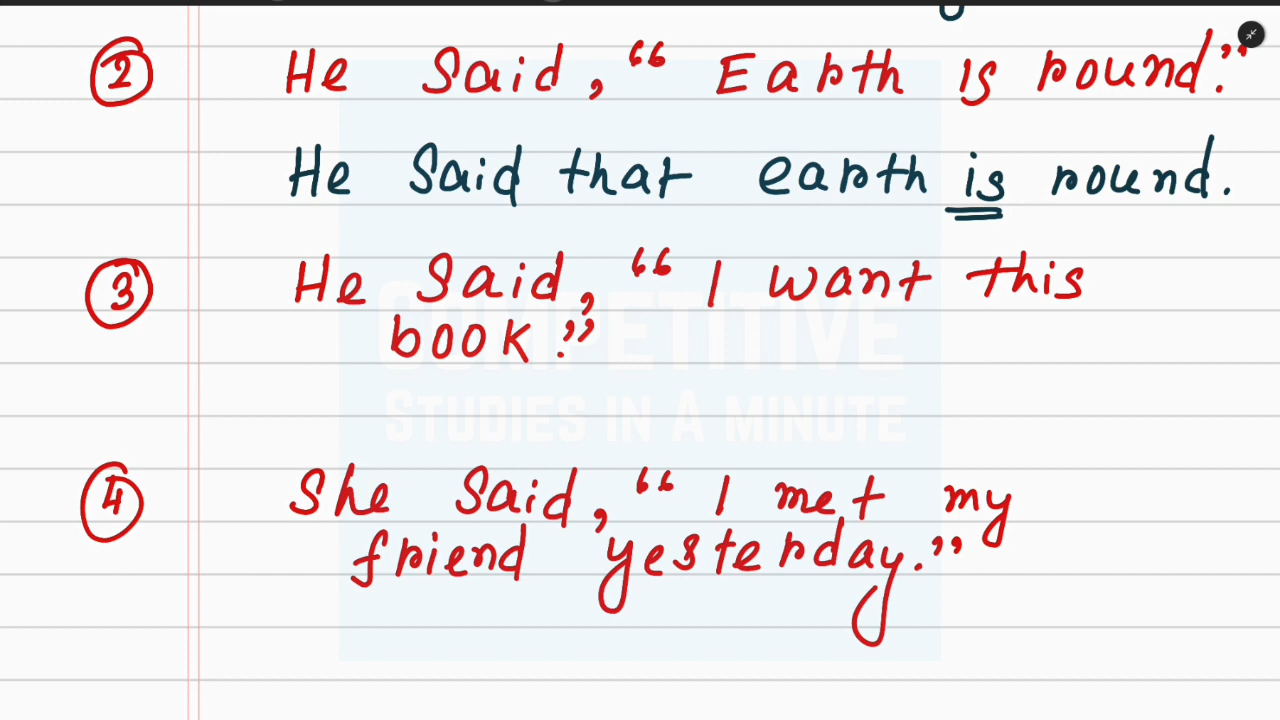 ② He Said, “Earth is round.”
He Said that earth is round.
③ He Said, “I want this
book.”
COMPETITIVE
STUDIES IN A MINUTE
④ She Said, “I met my
friend yesterday.”